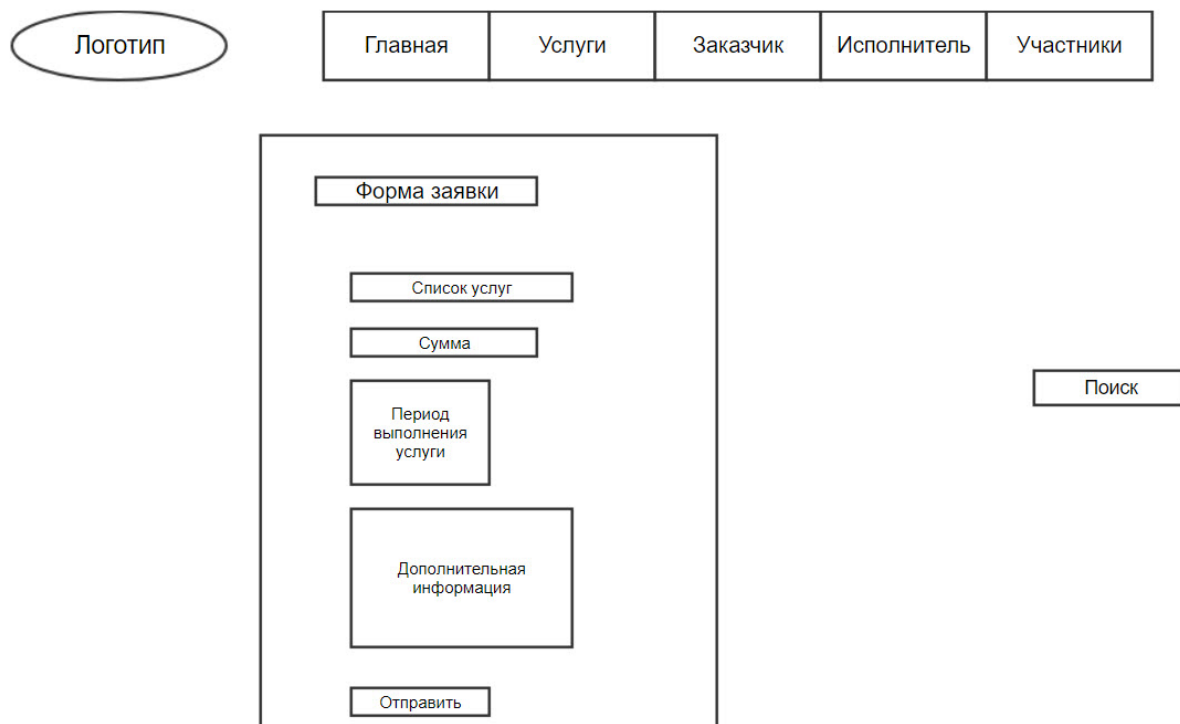 Логотип
Главная
Услуги
Заказчик
Исполнитель
Участники
Форма заявки
Список услуг
Сумма
Поиск
Период
выполнения
услуги
Дополнительная
информация
Отправить